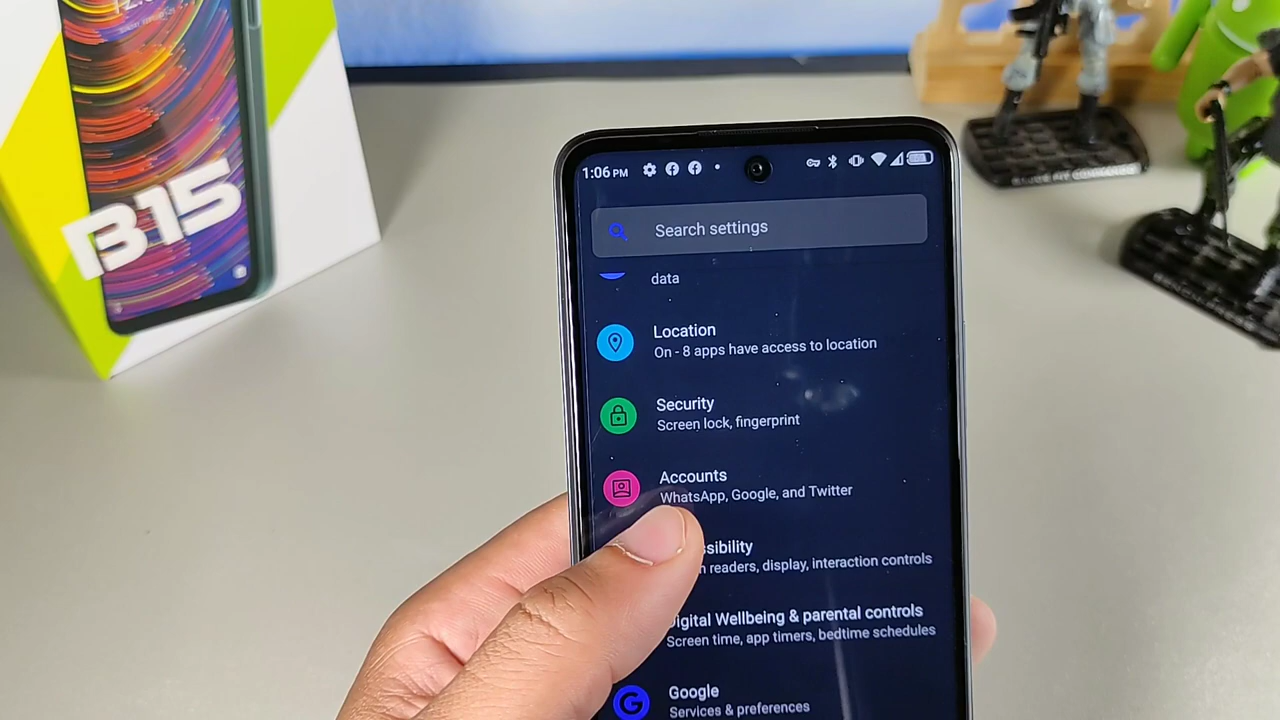 B15
1:06 PM
Search settings
data
Location
On - 8 apps have access to location
Security
Screen lock, fingerprint
Accounts
WhatsApp, Google, and Twitter
ssibility
readers, display, interaction controls
Digital Wellbeing & parental controls
Screen time, app timers, bedtime schedules
G
Google
Services & preferences